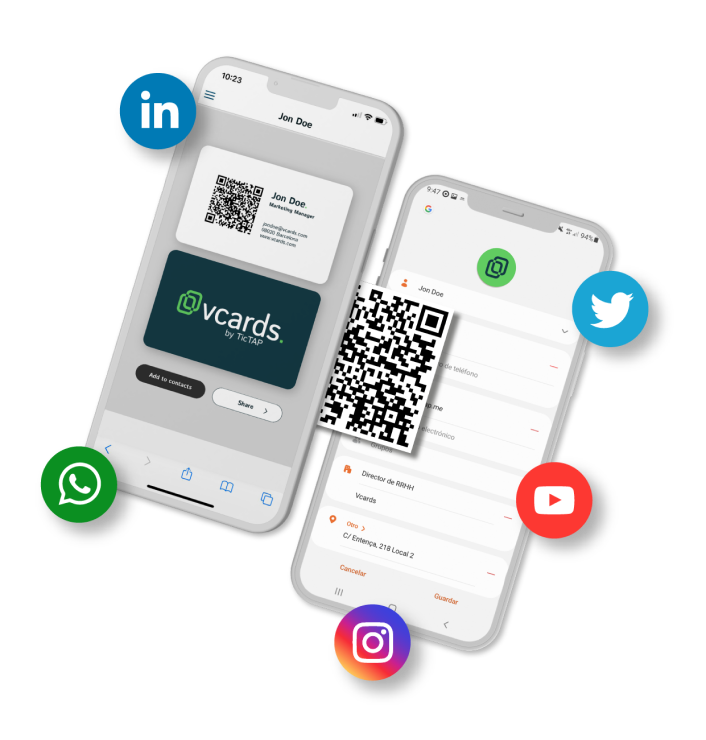 10:23
Jon Doe
Jon Doe.
Marketing Manager
jondoe@vcards.com
08030 Barcelona
www.vcards.com
vcards.
by TicTAP
Add to contacts
Share
in
9:47
94%
G
Jon Doe
de teléfono
me
electrónico
Grupos
Director de RRHH
Vcards
Otro
C/ Entença, 218 Local 2
Cancelar
Guardar